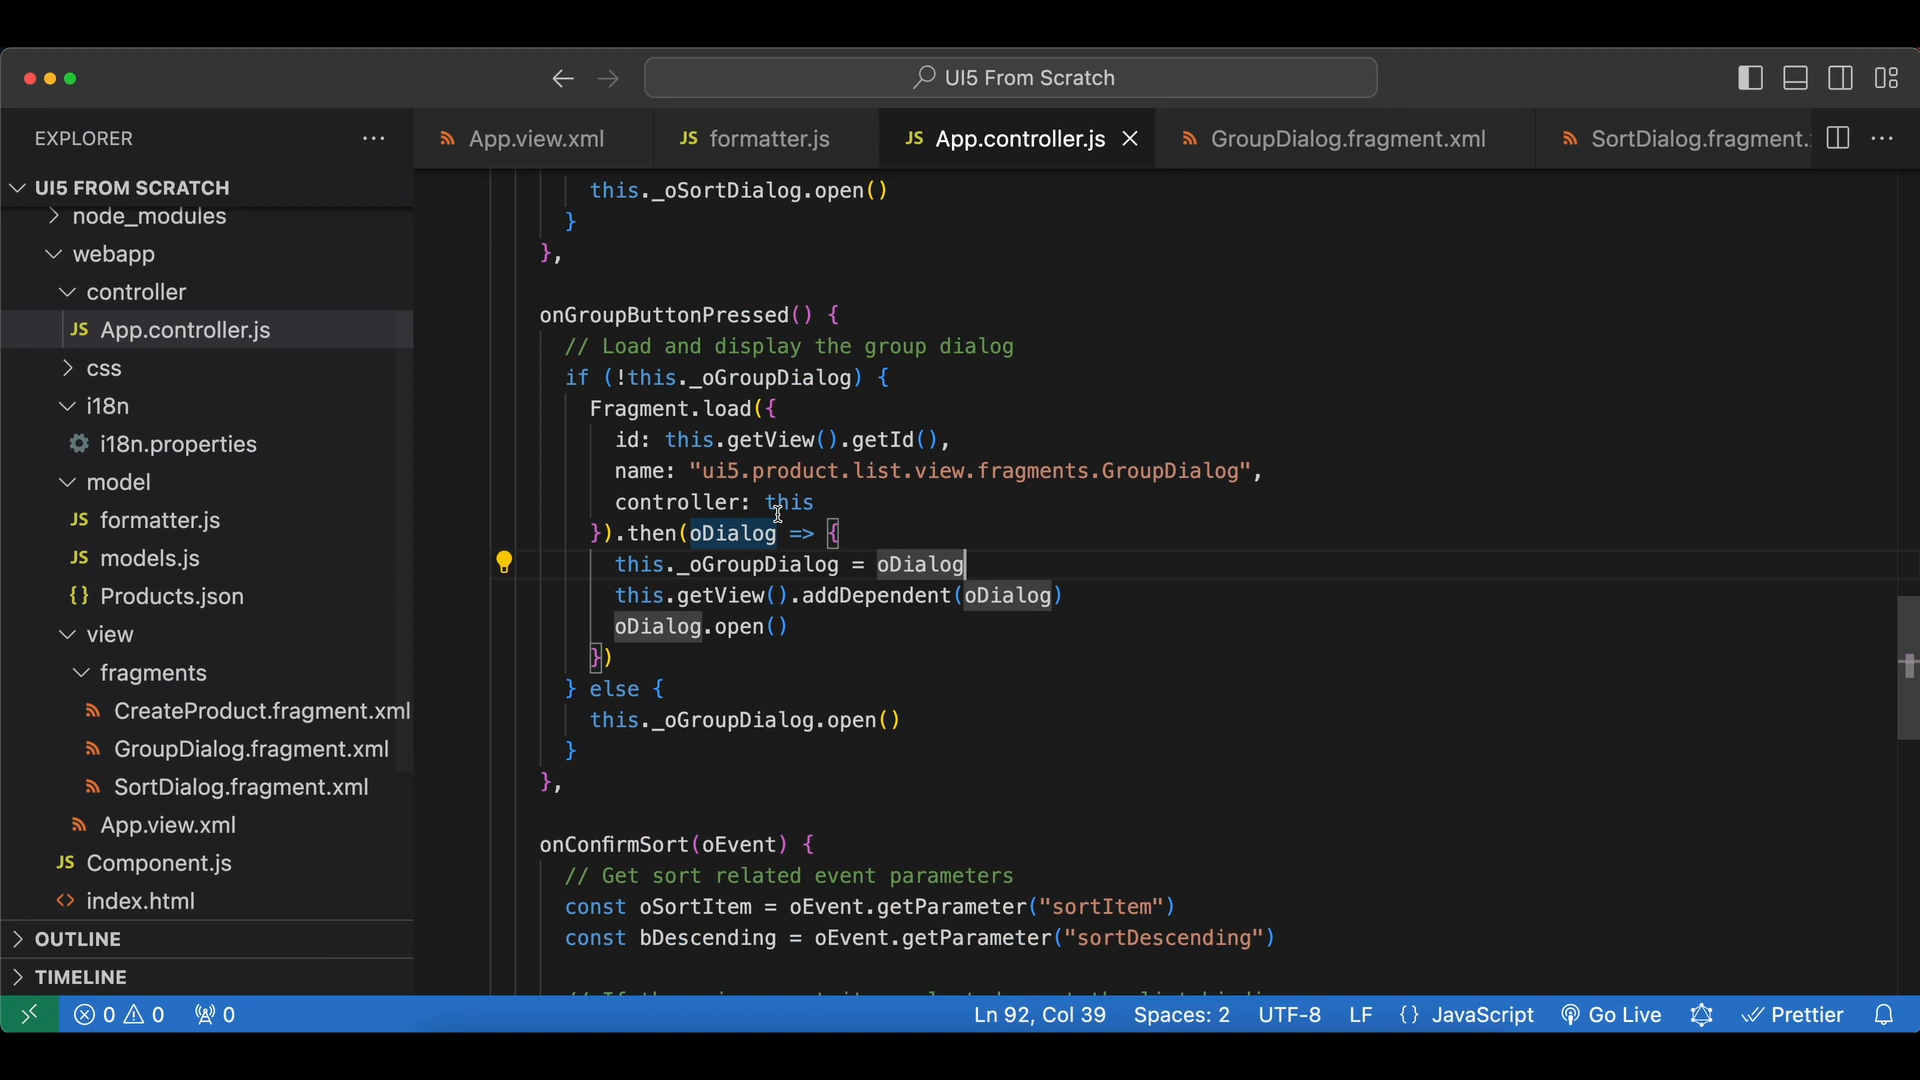 UI5 From Scratch
EXPLORER
App.view.xml
JS formatter.js
JS App.controller.js
GroupDialog.fragment.xml
SortDialog.fragment.
UI5 FROM SCRATCH
node_modules
webapp
controller
JS App.controller.js
css
i18n
i18n.properties
model
JS formatter.js
JS models.js
{} Products.json
view
fragments
CreateProduct.fragment.xml
GroupDialog.fragment.xml
SortDialog.fragment.xml
App.view.xml
JS Component.js
<> index.html
OUTLINE
TIMELINE
this._oSortDialog.open()
}
},
onGroupButtonPressed() {
// Load and display the group dialog
if (!this._oGroupDialog) {
Fragment.load({
id: this.getView().getId(),
name: "ui5.product.list.view.fragments.GroupDialog",
controller: this
}).then(oDialog => {
this._oGroupDialog = oDialog
this.getView().addDependent(oDialog)
oDialog.open()
})
} else {
this._oGroupDialog.open()
}
},
onConfirmSort(oEvent) {
// Get sort related event parameters
const oSortItem = oEvent.getParameter("sortItem")
const bDescending = oEvent.getParameter("sortDescending")
0 0 0 Ln 92, Col 39 Spaces: 2 UTF-8 LF {} JavaScript Go Live Prettier